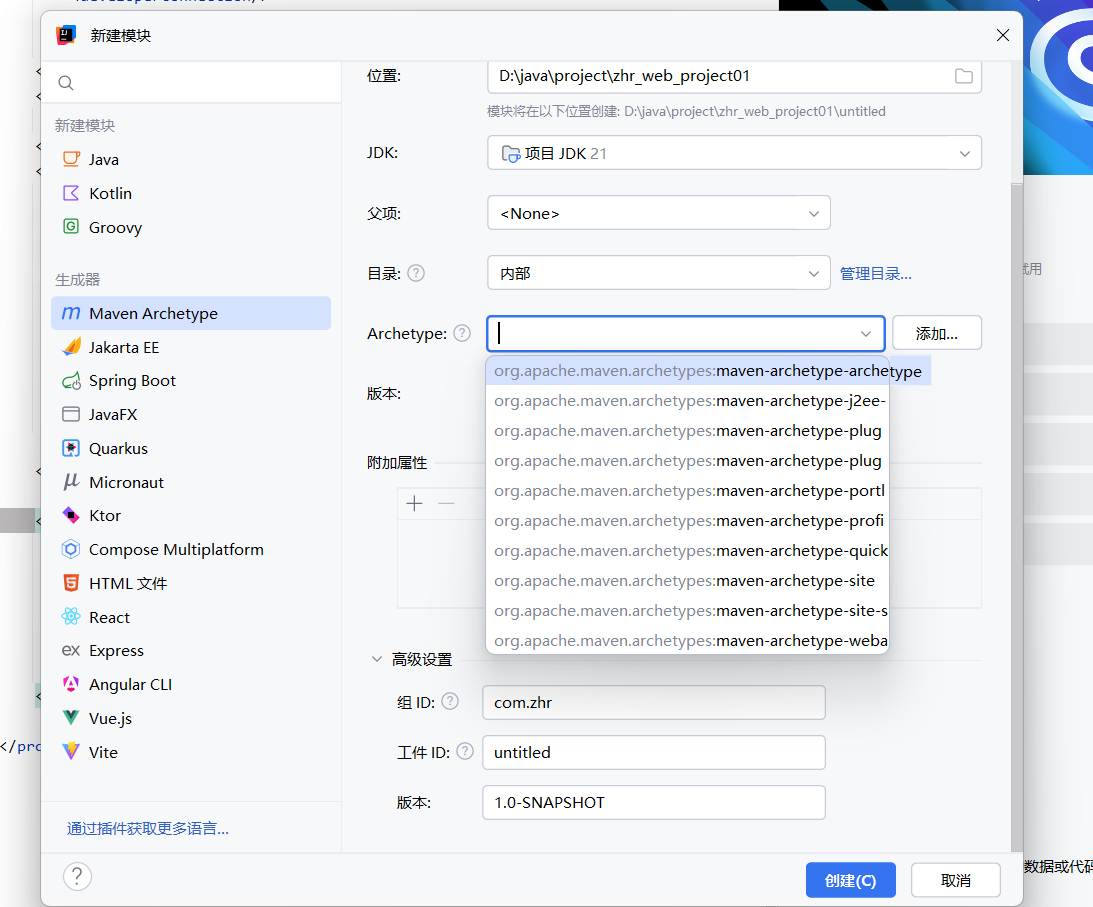 新建模块
新建模块
Java
Kotlin
Groovy
生成器
Maven Archetype
Jakarta EE
Spring Boot
JavaFX
Quarkus
Micronaut
Ktor
Compose Multiplatform
HTML 文件
React
Express
Angular CLI
Vue.js
Vite
通过插件获取更多语言...
位置:
D:\java\project\zhr_web_project01
模块将在以下位置创建: D:\java\project\zhr_web_project01\untitled
JDK:
项目 JDK 21
父项:
<None>
目录:
内部
管理目录...
Archetype:
添加...
org.apache.maven.archetypes:maven-archetype-archetype
org.apache.maven.archetypes:maven-archetype-j2ee-
org.apache.maven.archetypes:maven-archetype-plug
org.apache.maven.archetypes:maven-archetype-plug
org.apache.maven.archetypes:maven-archetype-portl
org.apache.maven.archetypes:maven-archetype-profi
org.apache.maven.archetypes:maven-archetype-quick
org.apache.maven.archetypes:maven-archetype-site
org.apache.maven.archetypes:maven-archetype-site-s
org.apache.maven.archetypes:maven-archetype-weba
版本:
附加属性
高级设置
组 ID:
com.zhr
工件 ID:
untitled
版本:
1.0-SNAPSHOT
创建(C)
取消
</pro
数据或代码